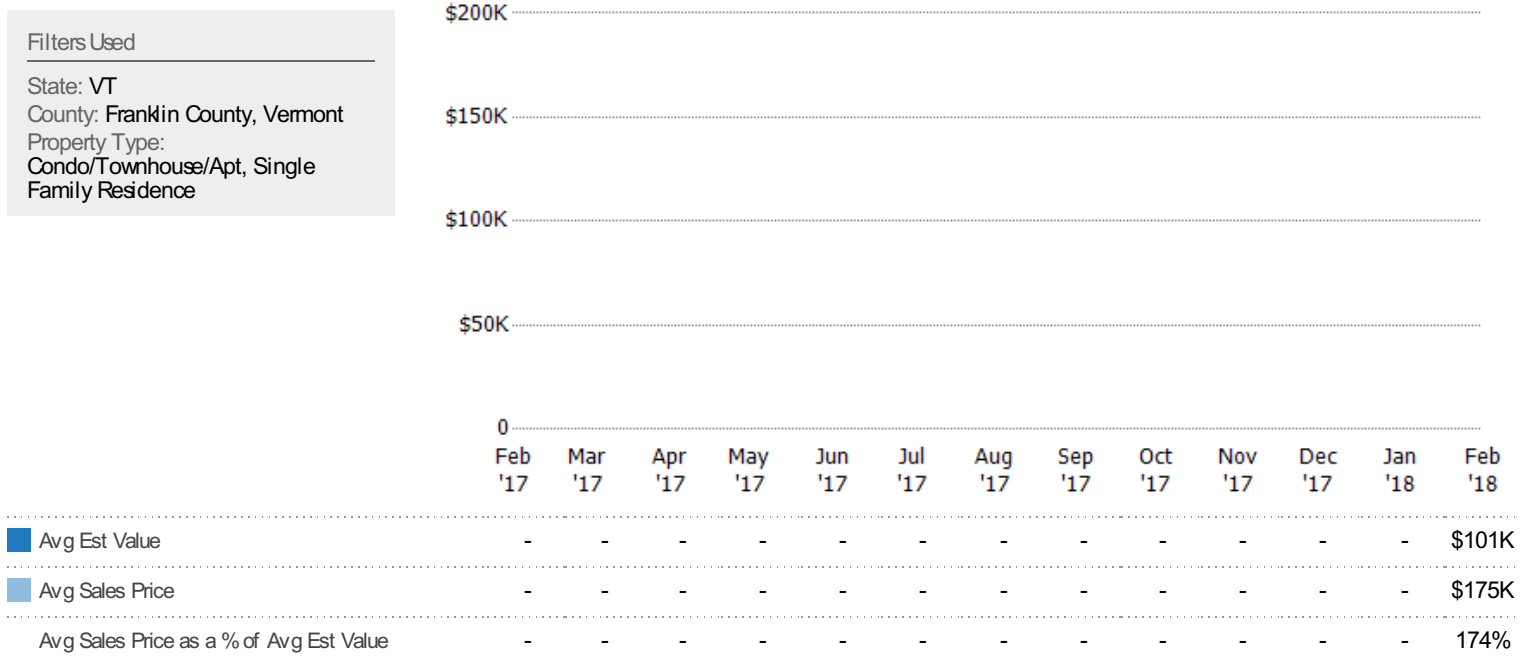 Filters Used
State: VT
County: Franklin County, Vermont
Property Type:
Condo/Townhouse/Apt, Single
Family Residence
$200K
$150K
$100K
$50K
0
Feb Mar Apr May Jun Jul Aug Sep Oct Nov Dec Jan Feb
'17 '17 '17 '17 '17 '17 '17 '17 '17 '17 '17 '18 '18
Avg Est Value - - - - - - - - - - - - $101K
Avg Sales Price - - - - - - - - - - - - $175K
Avg Sales Price as a % of Avg Est Value - - - - - - - - - - - - 174%